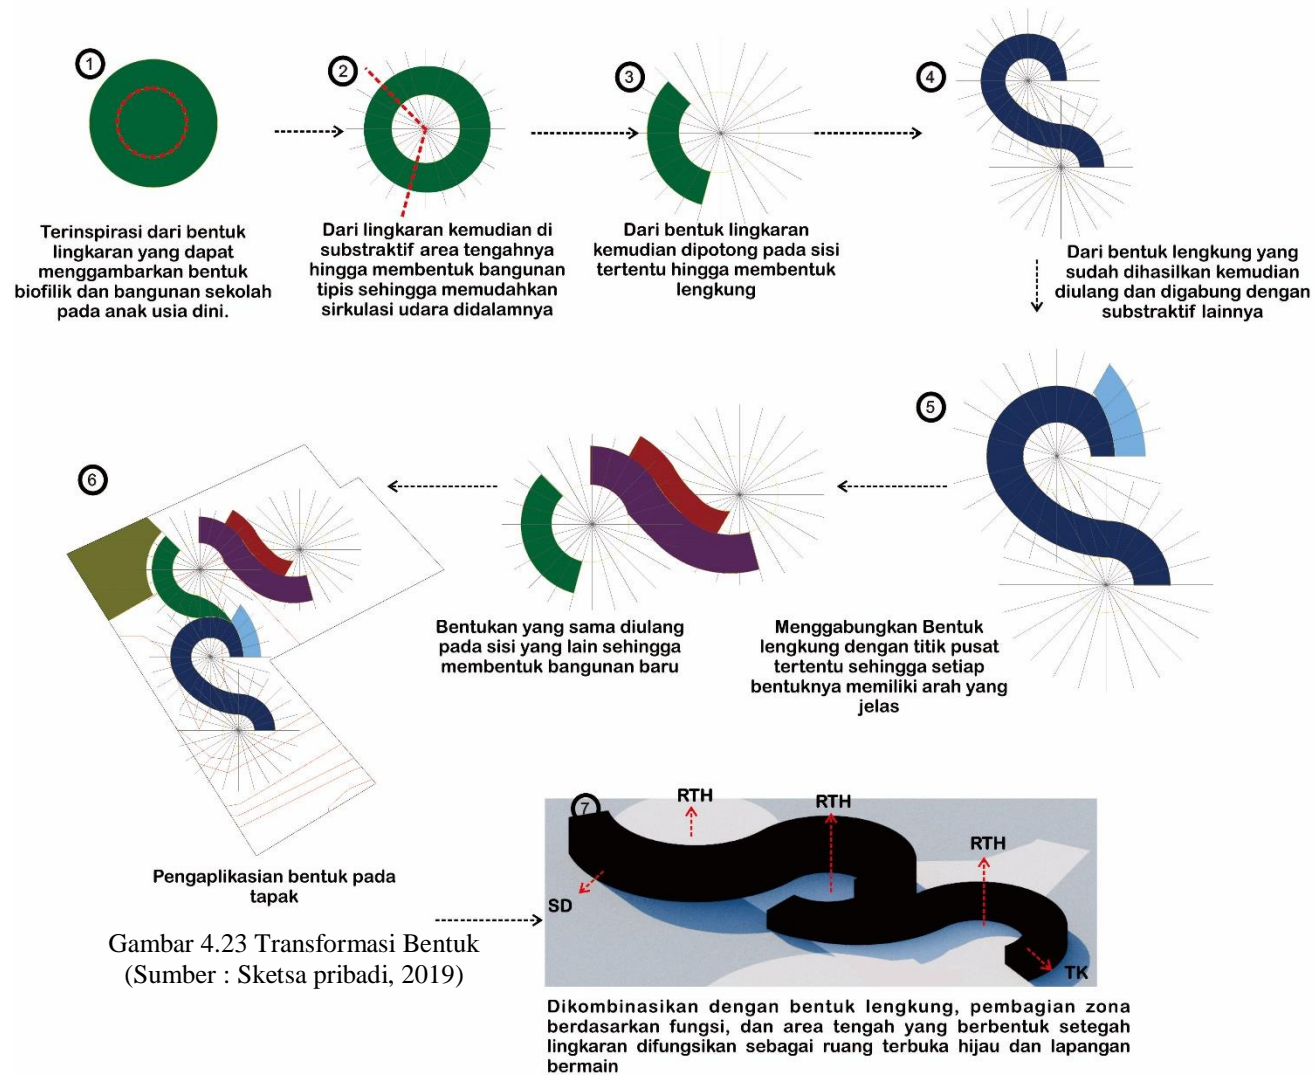 1
Terinspirasi dari bentuk
lingkaran yang dapat
menggambarkan bentuk
biofilik dan bangunan sekolah
pada anak usia dini.
2
Dari lingkaran kemudian di
substraktif area tengahnya
hingga membentuk bangunan
tipis sehingga memudahkan
sirkulasi udara didalamnya
3
Dari bentuk lingkaran
kemudian dipotong pada sisi
tertentu hingga membentuk
lengkung
4
Dari bentuk lengkung yang
sudah dihasilkan kemudian
diulang dan digabung dengan
substraktif lainnya
5
Menggabungkan Bentuk
lengkung dengan titik pusat
tertentu sehingga setiap
bentuknya memiliki arah yang
jelas
Bentukan yang sama diulang
pada sisi yang lain sehingga
membentuk bangunan baru
6
Pengaplikasian bentuk pada
tapak
Gambar 4.23 Transformasi Bentuk
(Sumber : Sketsa pribadi, 2019)
7
RTH
RTH
RTH
SD
TK
Dikombinasikan dengan bentuk lengkung, pembagian zona
berdasarkan fungsi, dan area tengah yang berbentuk setegah
lingkaran difungsikan sebagai ruang terbuka hijau dan lapangan
bermain